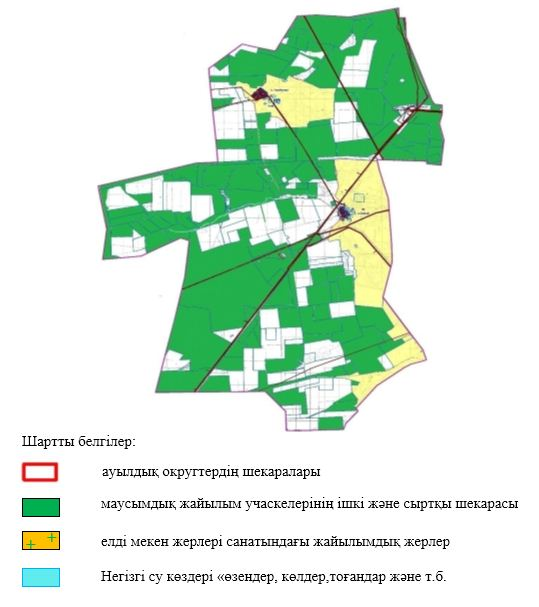 Шартты белгілер:
ауылдық округтердің шекаралары
маусымдық жайылым учаскелерінің ішкі және сыртқы шекарасы
елді мекен жерлері санатындағы жайылымдық жерлер
Негізгі су көздері «өзендер, көлдер,тоғандар және т.б.